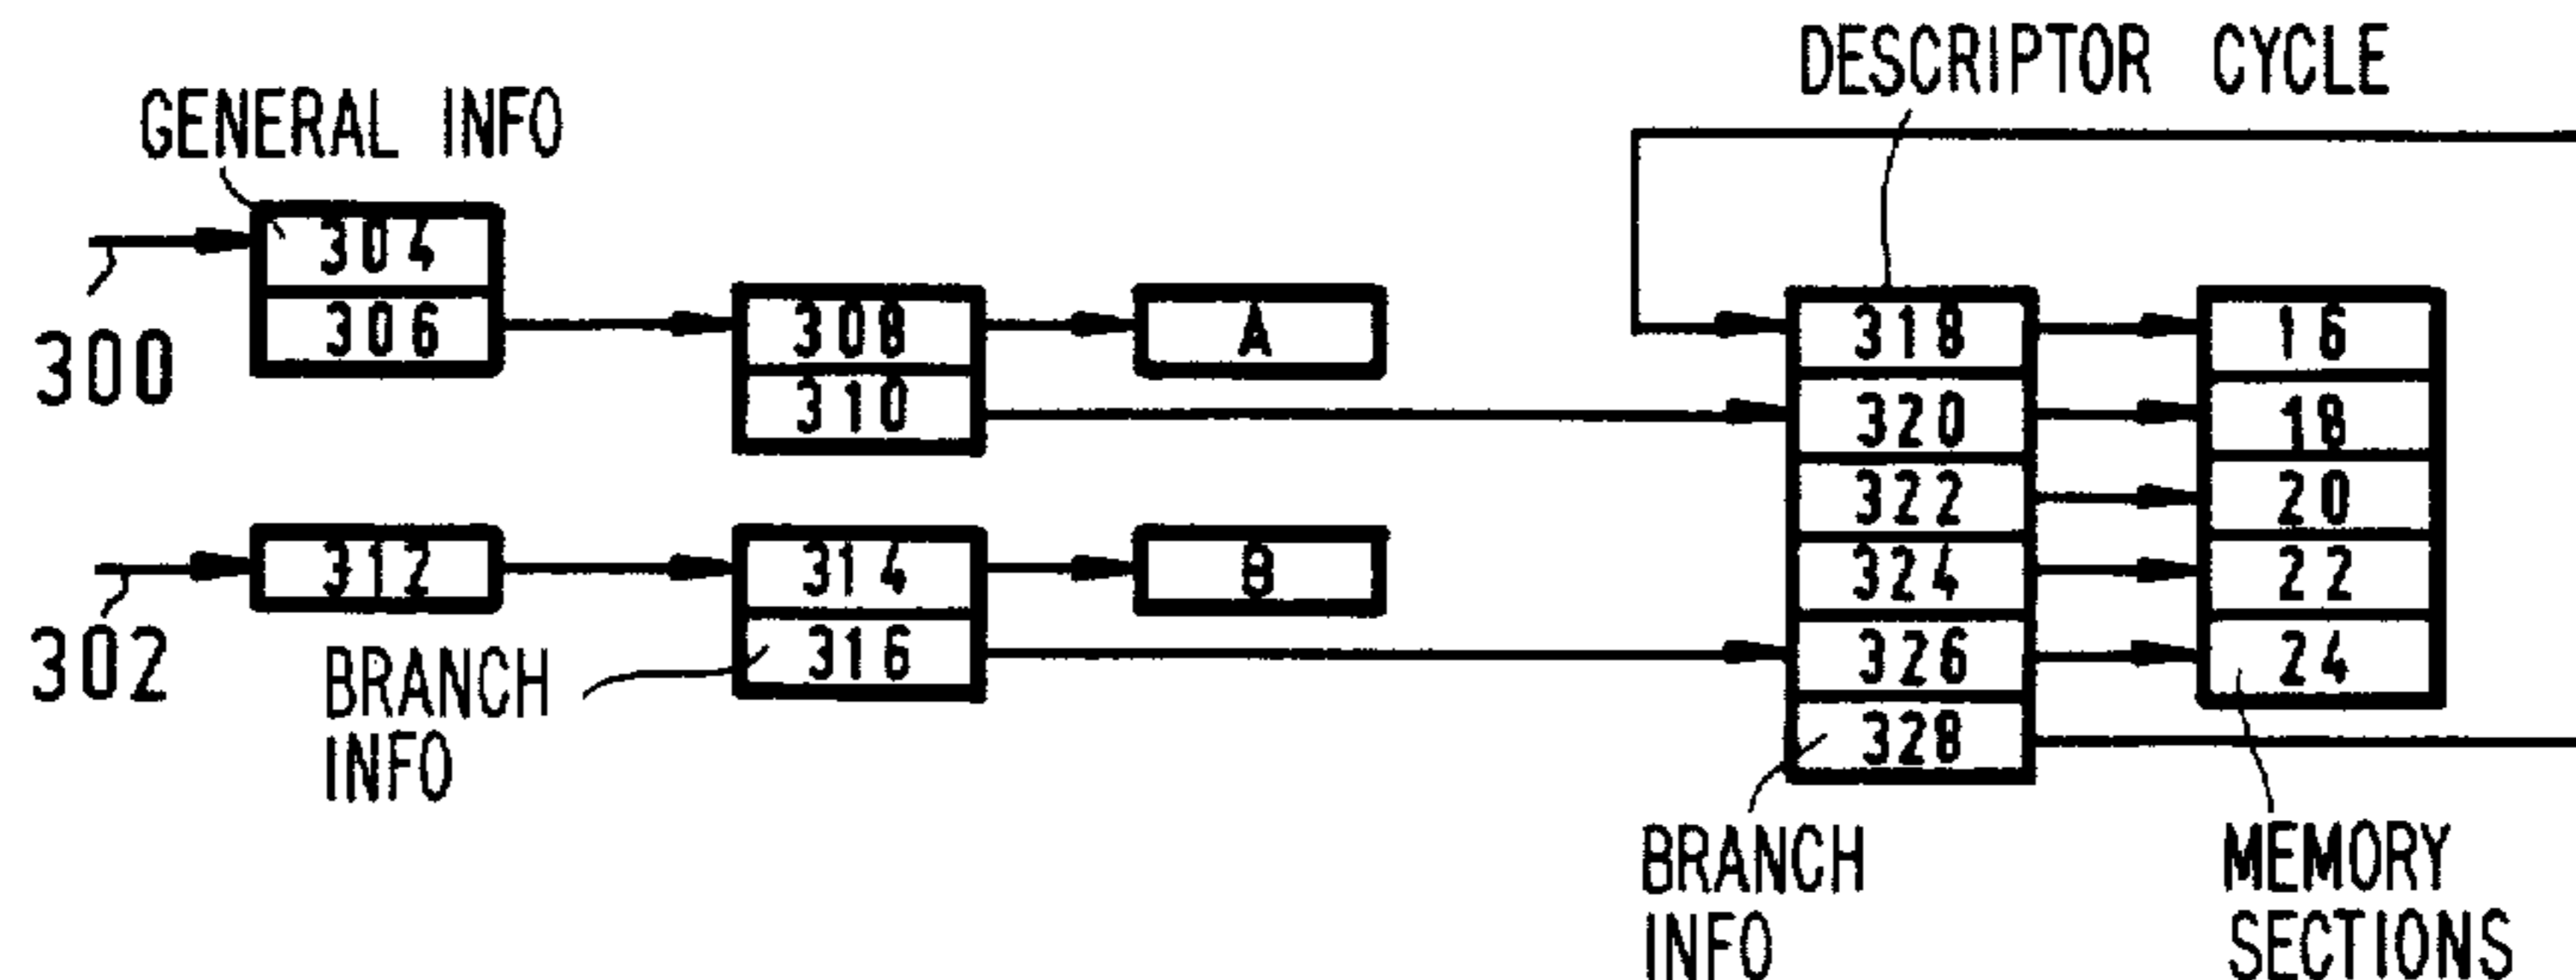 DESCRIPTOR CYCLE
GENERAL INFO
304
306
300
308
310
A
318
320
322
324
326
328
16
18
20
22
24
312
302
314
316
B
BRANCH
INFO
BRANCH
INFO
MEMORY
SECTIONS